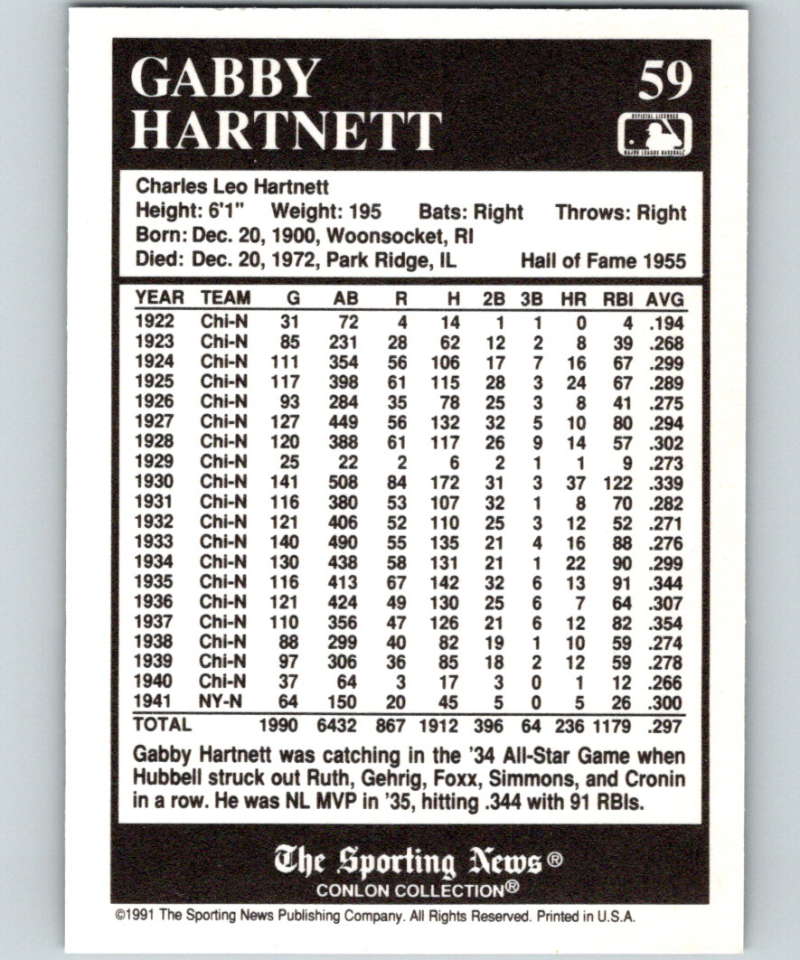 GABBY 59
HARTNETT
OFFICIAL LICENSEE
MAJOR LEAGUE BASEBALL
Charles Leo Hartnett
Height: 6'1" Weight: 195 Bats: Right Throws: Right
Born: Dec. 20, 1900, Woonsocket, RI
Died: Dec. 20, 1972, Park Ridge, IL Hall of Fame 1955
YEAR TEAM G AB R H 2B 3B HR RBI AVG
1922 Chi-N 31 72 4 14 1 1 0 4 .194
1923 Chi-N 85 231 28 62 12 2 8 39 .268
1924 Chi-N 111 354 56 106 17 7 16 67 .299
1925 Chi-N 117 398 61 115 28 3 24 67 .289
1926 Chi-N 93 284 35 78 25 3 8 41 .275
1927 Chi-N 127 449 56 132 32 5 10 80 .294
1928 Chi-N 120 388 61 117 26 9 14 57 .302
1929 Chi-N 25 22 2 6 2 1 1 9 .273
1930 Chi-N 141 508 84 172 31 3 37 122 .339
1931 Chi-N 116 380 53 107 32 1 8 70 .282
1932 Chi-N 121 406 52 110 25 3 12 52 .271
1933 Chi-N 140 490 55 135 21 4 16 88 .276
1934 Chi-N 130 438 58 131 21 1 22 90 .299
1935 Chi-N 116 413 67 142 32 6 13 91 .344
1936 Chi-N 121 424 49 130 25 6 7 64 .307
1937 Chi-N 110 356 47 126 21 6 12 82 .354
1938 Chi-N 88 299 40 82 19 1 10 59 .274
1939 Chi-N 97 306 36 85 18 2 12 59 .278
1940 Chi-N 37 64 3 17 3 0 1 12 .266
1941 NY-N 64 150 20 45 5 0 5 26 .300
TOTAL 1990 6432 867 1912 396 64 236 1179 .297
Gabby Hartnett was catching in the '34 All-Star Game when
Hubbell struck out Ruth, Gehrig, Foxx, Simmons, and Cronin
in a row. He was NL MVP in '35, hitting .344 with 91 RBIs.
The Sporting News®
CONLON COLLECTION®
©1991 The Sporting News Publishing Company. All Rights Reserved. Printed in U.S.A.